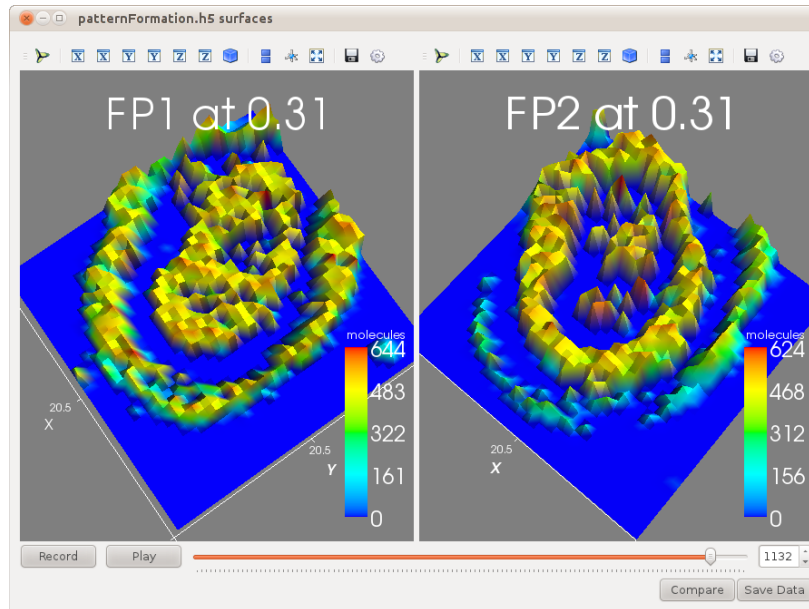 patternFormation.h5 surfaces
X X Y Y Z Z
X X Y Y Z Z
FP1 at 0.31
FP2 at 0.31
molecules
644
483
322
161
0
20.5
X
20.5
Y
molecules
624
468
312
156
0
20.5
X
Record
Play
1132
Compare
Save Data